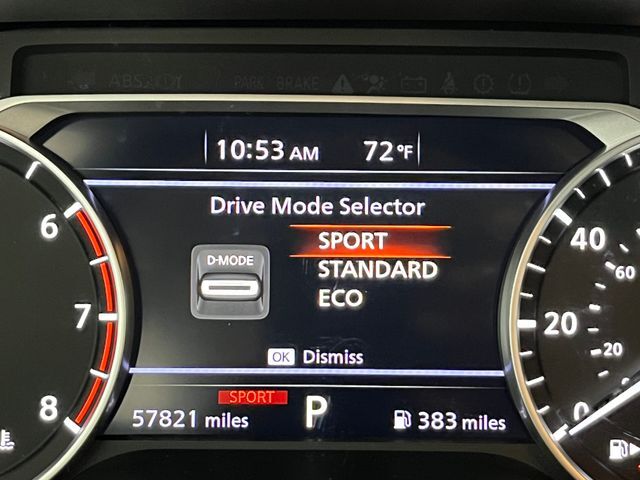 ABS
PARK BRAKE
10:53 AM 72°F
Drive Mode Selector
D-MODE
SPORT
STANDARD
ECO
OK Dismiss
SPORT
57821 miles
P
383 miles
6
7
8
40
60
20
20
0